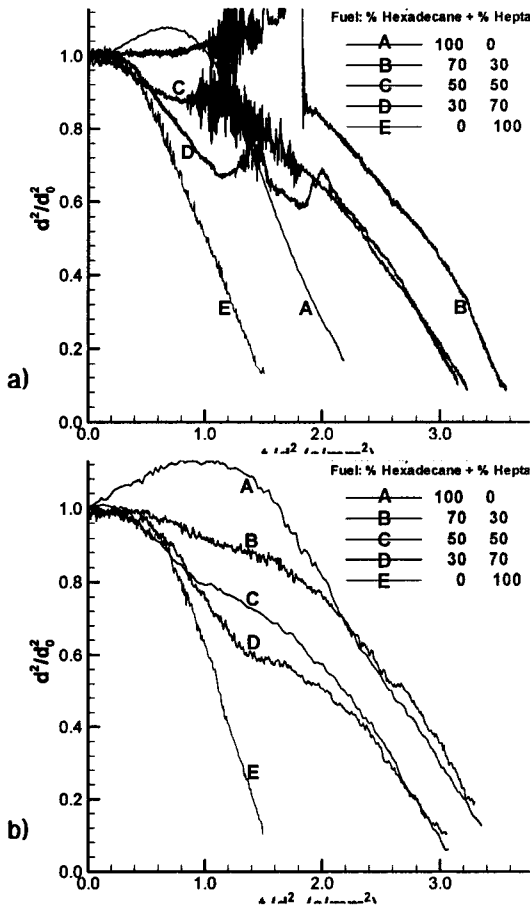 Fuel: % Hexadecane + % Hepta
A 100 0
B 70 30
C 50 50
D 30 70
E 0 100
1.0
0.8
0.6
0.4
0.2
0.0
d²/d₀²
C
D
E
A
B
a)
0.0 1.0 2.0 3.0
Fuel: % Hexadecane + % Hepta
A 100 0
B 70 30
C 50 50
D 30 70
E 0 100
1.0
0.8
0.6
0.4
0.2
0.0
d²/d₀²
A
B
C
D
E
b)
0.0 1.0 2.0 3.0